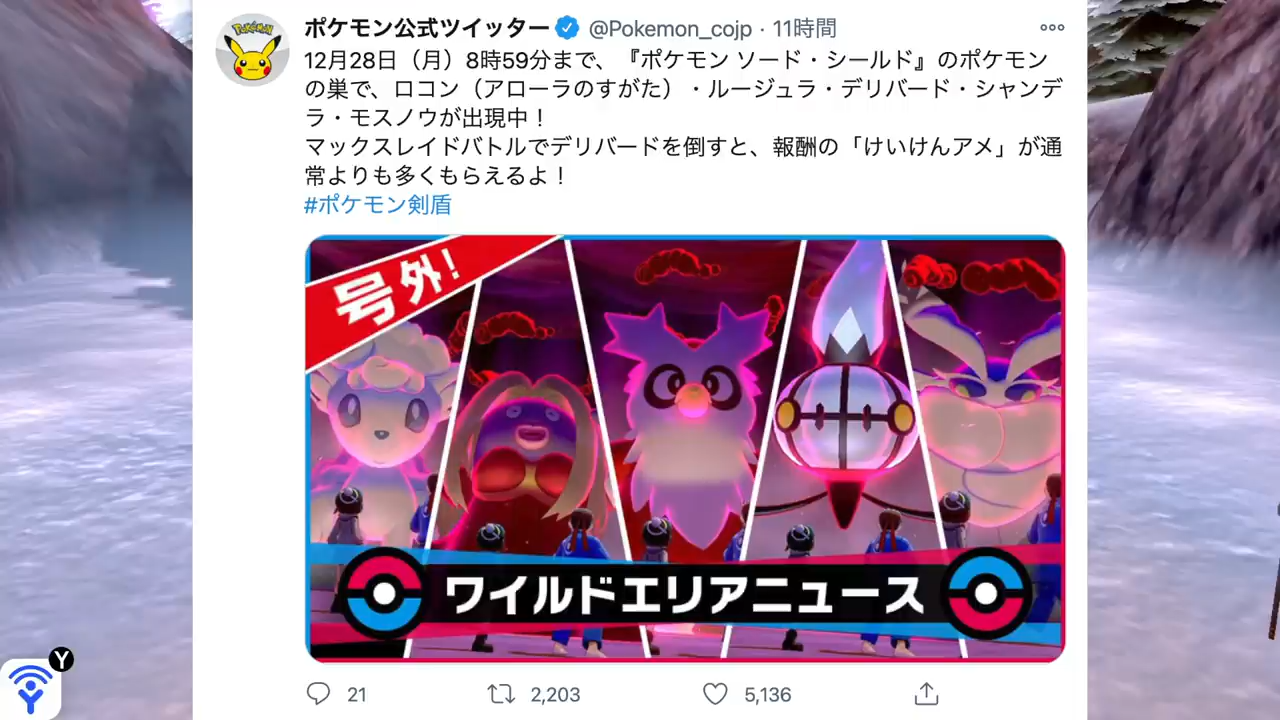 ポケモン公式ツイッター @Pokemon_cojp · 11時間
12月28日（月）8時59分まで、『ポケモン ソード・シールド』のポケモン
の巣で、ロコン（アローラのすがた）・ルージュラ・デリバード・シャンデ
ラ・モスノウが出現中！
マックスレイドバトルでデリバードを倒すと、報酬の「けいけんアメ」が通
常よりも多くもらえるよ！
#ポケモン剣盾
号外!
ワイルドエリアニュース
Y
21 2,203 5,136